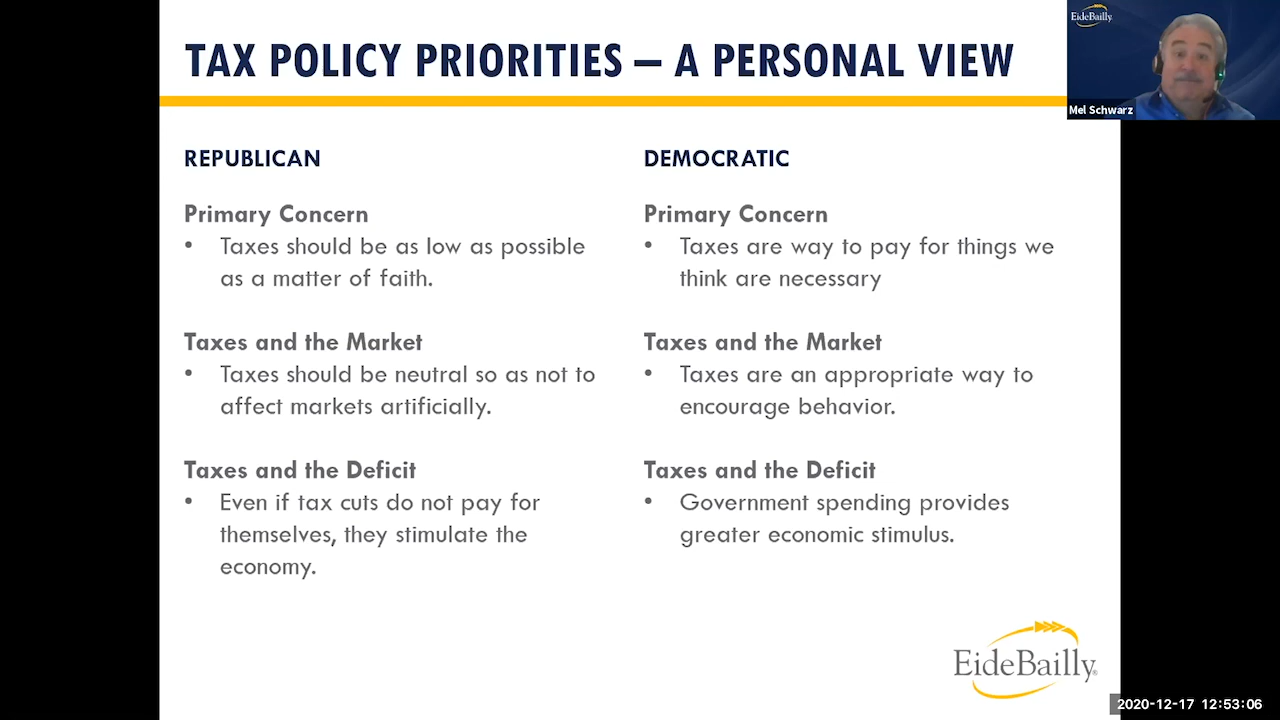 TAX POLICY PRIORITIES – A PERSONAL VIEW
EideBailly.
Mel Schwarz
REPUBLICAN
Primary Concern
• Taxes should be as low as possible
as a matter of faith.
Taxes and the Market
• Taxes should be neutral so as not to
affect markets artificially.
Taxes and the Deficit
• Even if tax cuts do not pay for
themselves, they stimulate the
economy.
DEMOCRATIC
Primary Concern
• Taxes are way to pay for things we
think are necessary
Taxes and the Market
• Taxes are an appropriate way to
encourage behavior.
Taxes and the Deficit
• Government spending provides
greater economic stimulus.
EideBailly®
2020-12-17 12:53:06